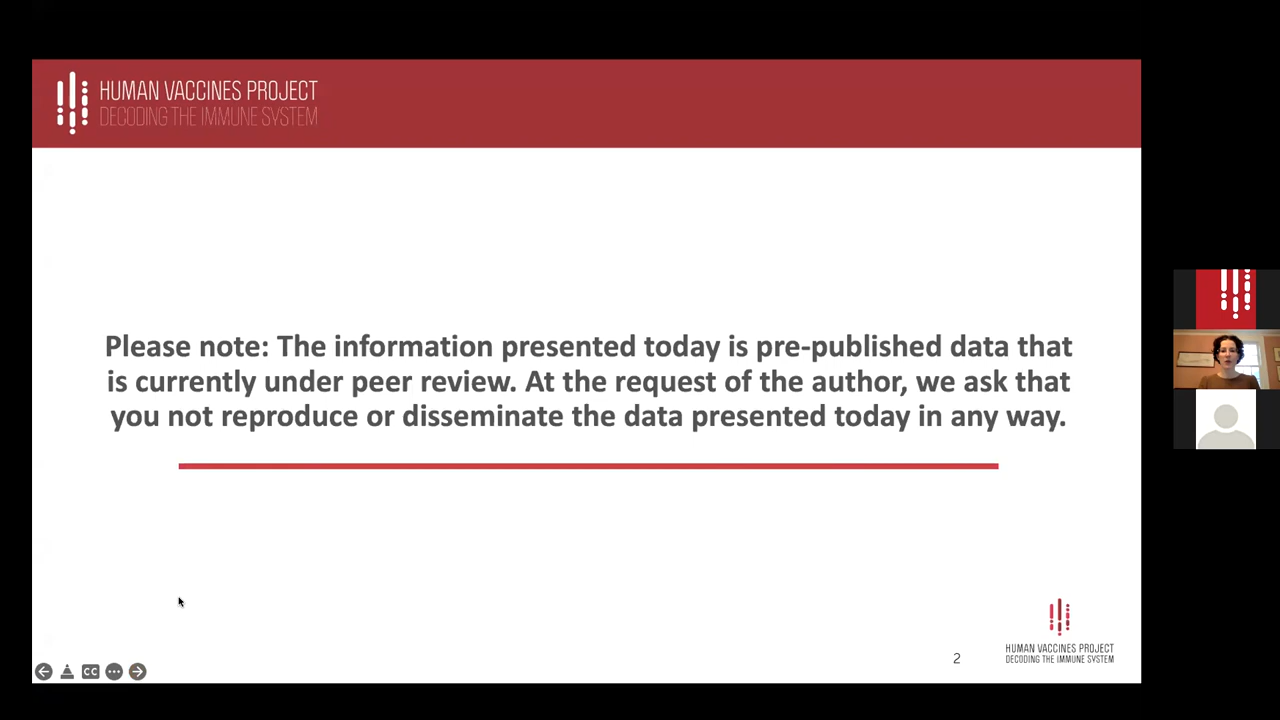 HUMAN VACCINES PROJECT
DECODING THE IMMUNE SYSTEM
Please note: The information presented today is pre-published data that
is currently under peer review. At the request of the author, we ask that
you not reproduce or disseminate the data presented today in any way.
2
HUMAN VACCINES PROJECT
DECODING THE IMMUNE SYSTEM
CC